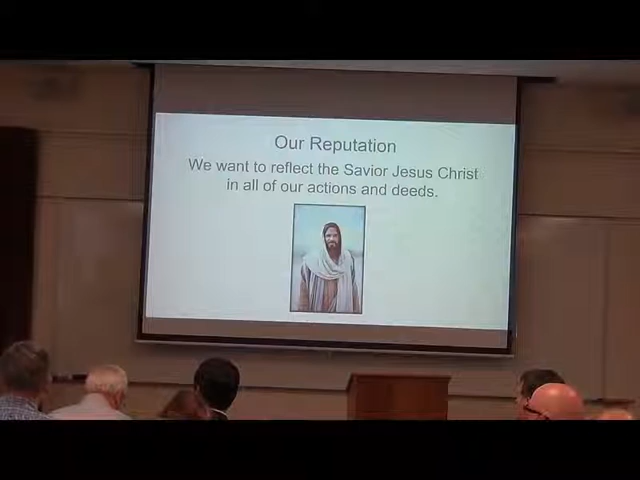 Our Reputation
We want to reflect the Savior Jesus Christ
in all of our actions and deeds.